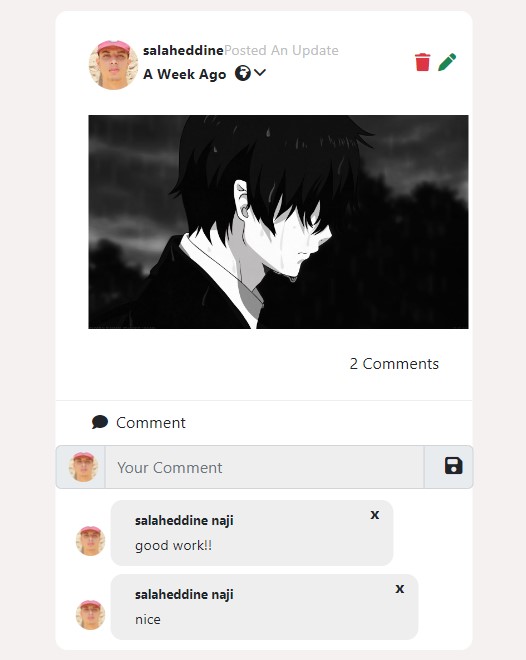 salaheddinePosted An Update
A Week Ago
2 Comments
Comment
Your Comment
salaheddine naji x
good work!!
salaheddine naji x
nice